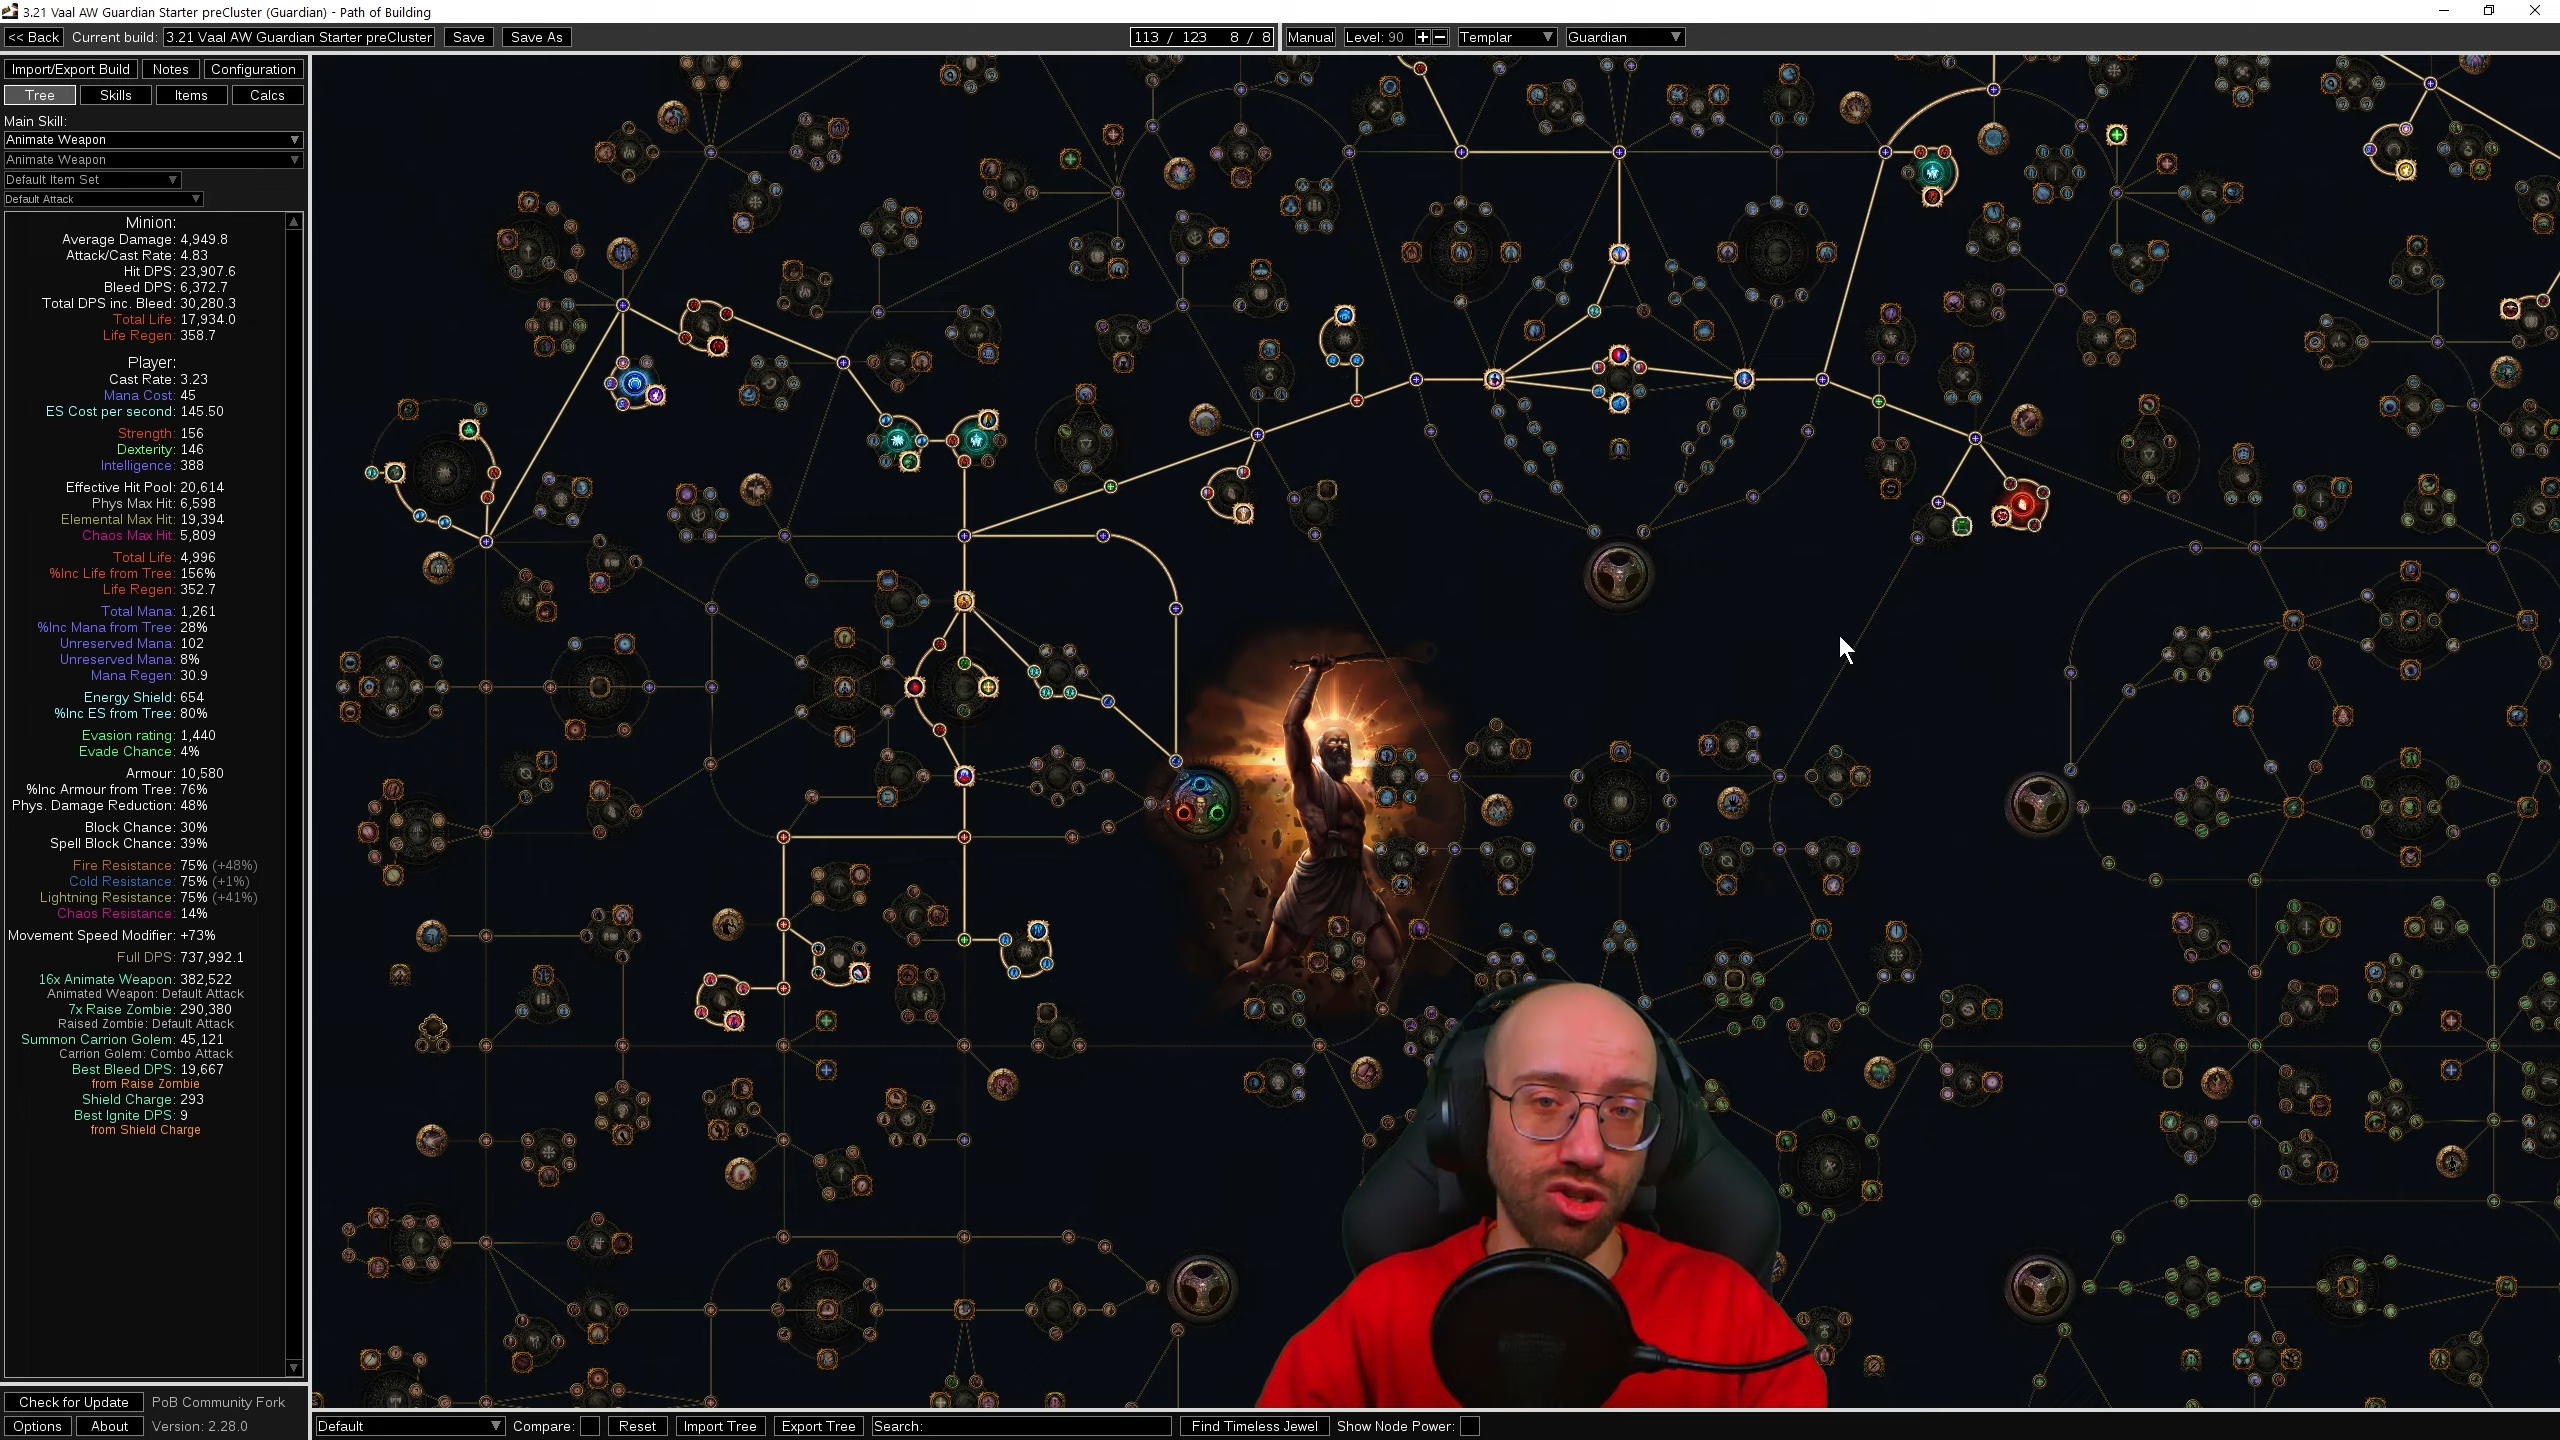 3.21 Vaal AW Guardian Starter preCluster (Guardian) - Path of Building
<< Back Current build: 3.21 Vaal AW Guardian Starter preCluster Save Save As 113 / 123 8 / 8 Manual Level: 90 Templar Guardian
Import/Export Build Notes Configuration
Tree Skills Items Calcs
Main Skill:
Animate Weapon
Animate Weapon
Default Item Set
Default Attack
Minion:
Average Damage: 4,949.8
Attack/Cast Rate: 4.83
Hit DPS: 23,907.6
Bleed DPS: 6,372.7
Total DPS inc. Bleed: 30,280.3
Total Life: 17,934.0
Life Regen: 358.7
Player:
Cast Rate: 3.23
Mana Cost: 45
ES Cost per second: 145.50
Strength: 156
Dexterity: 146
Intelligence: 388
Effective Hit Pool: 20,614
Phys Max Hit: 6,598
Elemental Max Hit: 19,394
Chaos Max Hit: 5,809
Total Life: 4,996
%Inc Life from Tree: 156%
Life Regen: 352.7
Total Mana: 1,261
%Inc Mana from Tree: 28%
Unreserved Mana: 102
Unreserved Mana: 8%
Mana Regen: 30.9
Energy Shield: 654
%Inc ES from Tree: 80%
Evasion rating: 1,440
Evade Chance: 4%
Armour: 10,580
%Inc Armour from Tree: 76%
Phys. Damage Reduction: 48%
Block Chance: 30%
Spell Block Chance: 39%
Fire Resistance: 75% (+48%)
Cold Resistance: 75% (+1%)
Lightning Resistance: 75% (+41%)
Chaos Resistance: 14%
Movement Speed Modifier: +73%
Full DPS: 737,992.1
16x Animate Weapon: 382,522
Animated Weapon: Default Attack
7x Raise Zombie: 290,380
Raised Zombie: Default Attack
Summon Carrion Golem: 45,121
Carrion Golem: Combo Attack
Best Bleed DPS: 19,667
from Raise Zombie
Shield Charge: 293
Best Ignite DPS: 9
from Shield Charge
Check for Update PoB Community Fork
Options About Version: 2.28.0
Default Compare: Reset Import Tree Export Tree Search: Find Timeless Jewel Show Node Power: